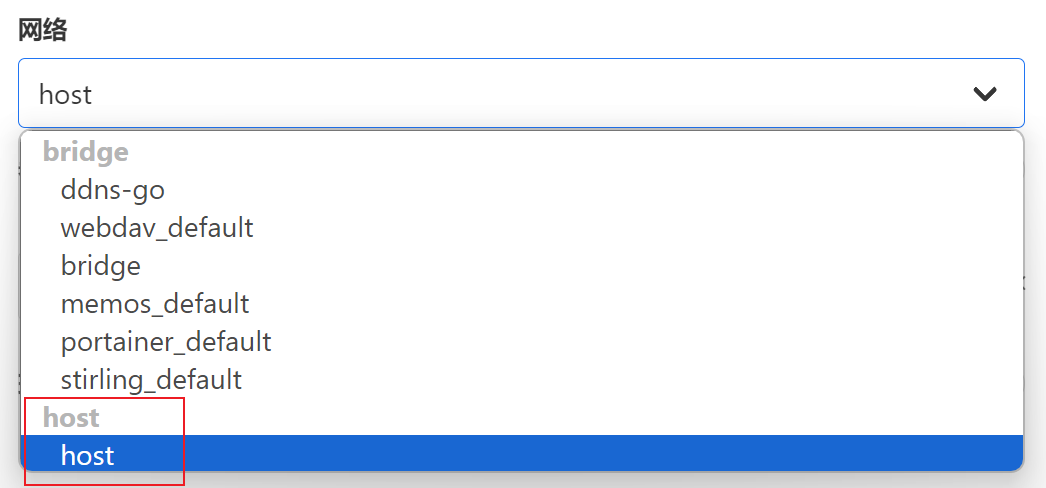 网络
host
bridge
ddns-go
webdav_default
bridge
memos_default
portainer_default
stirling_default
host
host